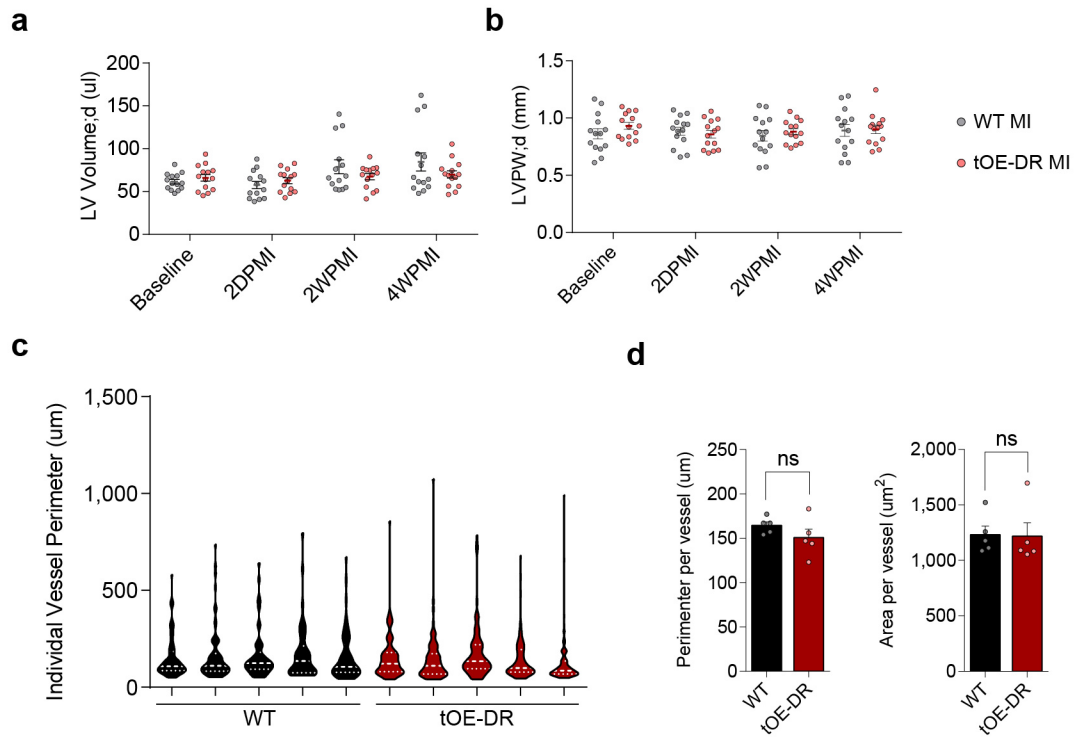 a
LV Volume;d (ul)
200
150
100
50
0
Baseline
2DPMI
2WPMI
4WPMI
b
LVPW;d (mm)
1.5
1.0
0.5
0.0
Baseline
2DPMI
2WPMI
4WPMI
WT MI
tOE-DR MI
c
Individal Vessel Perimeter (um)
1,500
1,000
500
0
WT
tOE-DR
d
Perimenter per vessel (um)
250
200
150
100
50
0
ns
WT
tOE-DR
Area per vessel (um²)
2,000
1,500
1,000
500
0
ns
WT
tOE-DR